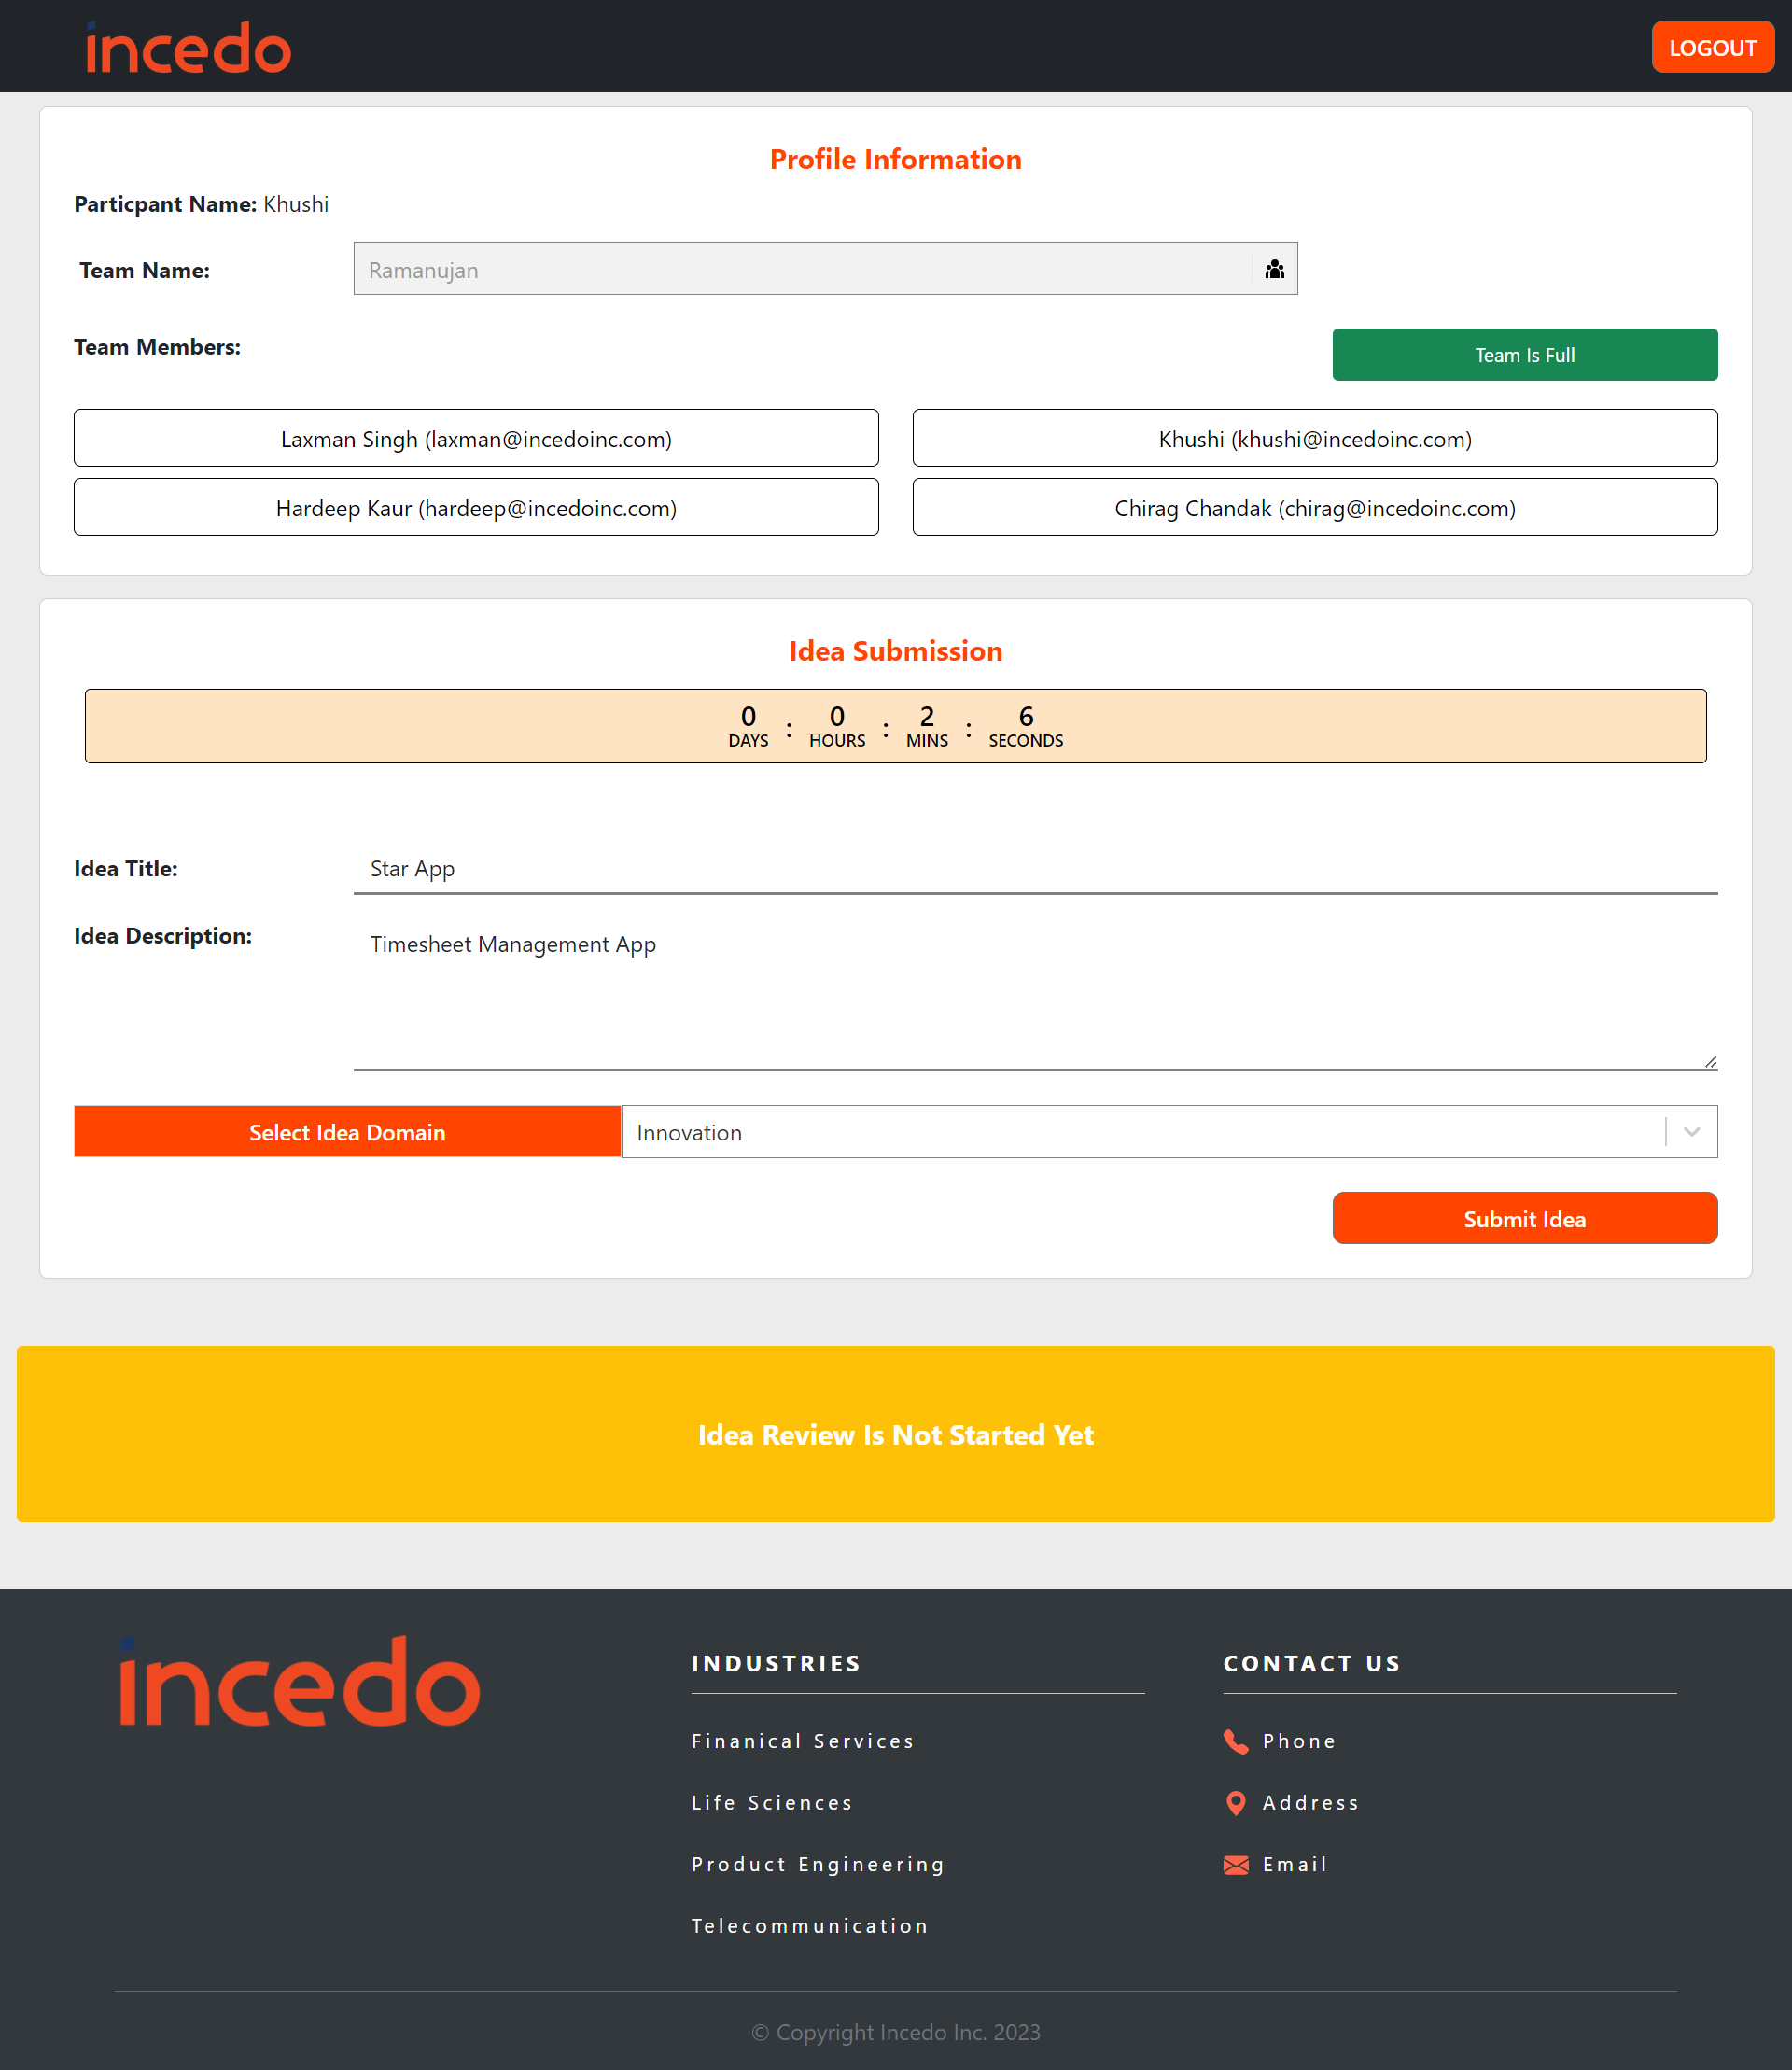 incedo
LOGOUT
Profile Information
Particpant Name: Khushi
Team Name:
Ramanujan
Team Members:
Team Is Full
Laxman Singh (laxman@incedoinc.com)
Khushi (khushi@incedoinc.com)
Hardeep Kaur (hardeep@incedoinc.com)
Chirag Chandak (chirag@incedoinc.com)
Idea Submission
0 : 0 : 2 : 6
DAYS HOURS MINS SECONDS
Idea Title:
Star App
Idea Description:
Timesheet Management App
Select Idea Domain
Innovation
Submit Idea
Idea Review Is Not Started Yet
incedo
INDUSTRIES
Finanical Services
Life Sciences
Product Engineering
Telecommunication
CONTACT US
Phone
Address
Email
© Copyright Incedo Inc. 2023